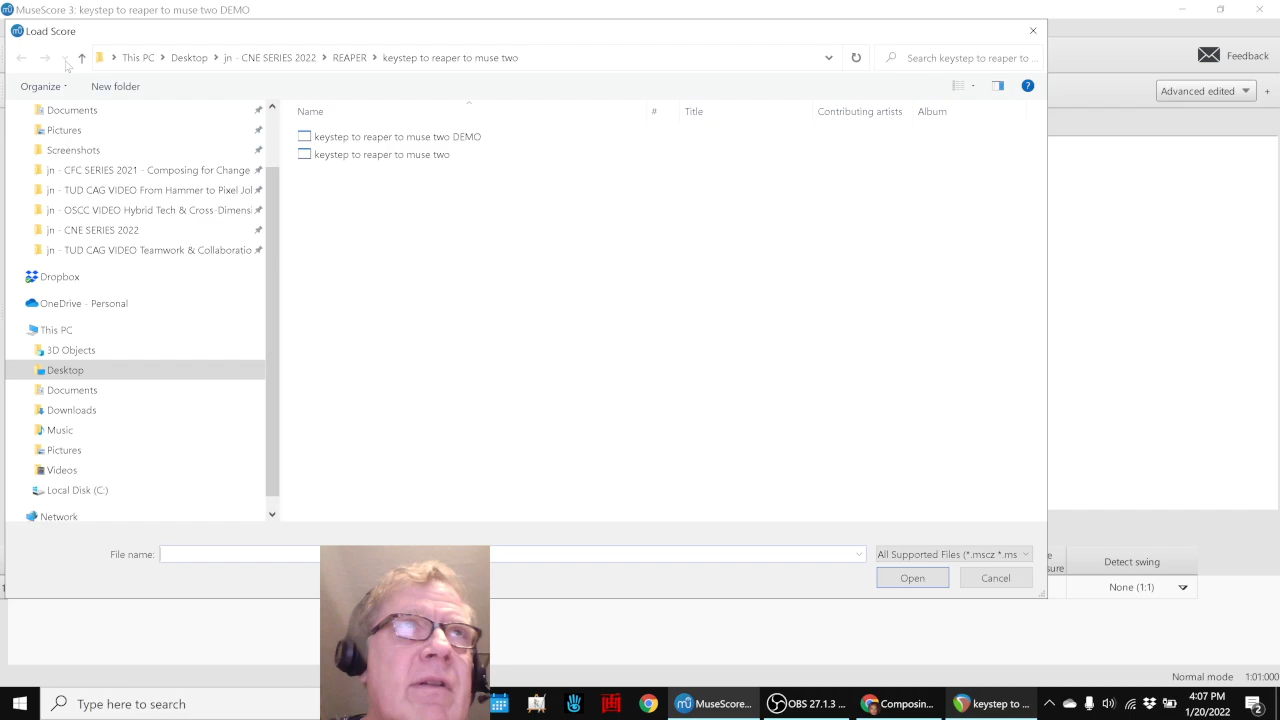 MuseScore 3: keystep to reaper to muse two DEMO
Load Score
This PC > Desktop > jn - CNE SERIES 2022 > REAPER > keystep to reaper to muse two
Search keystep to reaper to ...
Feedback
Organize
New folder
Advanced edited
+
Documents
Pictures
Screenshots
jn - CFC SERIES 2021 - Composing for Change
jn - TUD CAG VIDEO From Hammer to Pixel Jol
jn - OSCC VIDEO Hybrid Tech & Cross-Dimensi
jn - CNE SERIES 2022
jn - TUD CAG VIDEO Teamwork & Collaboratio
Dropbox
OneDrive - Personal
This PC
3D Objects
Desktop
Documents
Downloads
Music
Pictures
Videos
Local Disk (C:)
Network
Name
#
Title
Contributing artists
Album
keystep to reaper to muse two DEMO
keystep to reaper to muse two
File name:
All Supported Files (*.mscz *.ms
Open
Cancel
Detect swing
None (1:1)
Normal mode
1:01:000
Type here to search
MuseScore...
OBS 27.1.3 ...
Composin...
keystep to ...
4:07 PM
1/20/2022
2